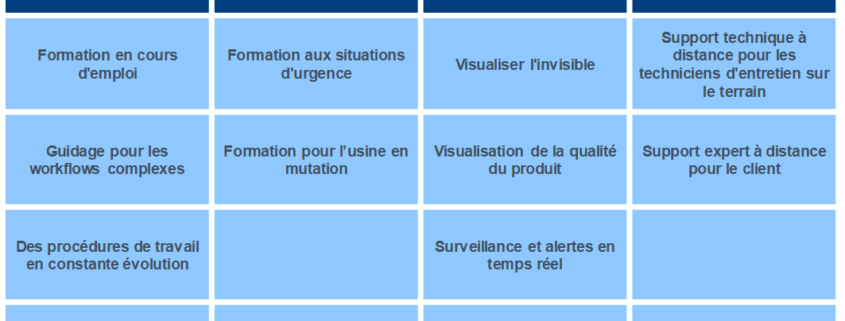 Formation en cours
d'emploi
Formation aux situations
d'urgence
Visualiser l'invisible
Support technique à
distance pour les
techniciens d'entretien sur
le terrain
Guidage pour les
workflows complexes
Formation pour l'usine en
mutation
Visualisation de la qualité
du produit
Support expert à distance
pour le client
Des procédures de travail
en constante évolution
Surveillance et alertes en
temps réel